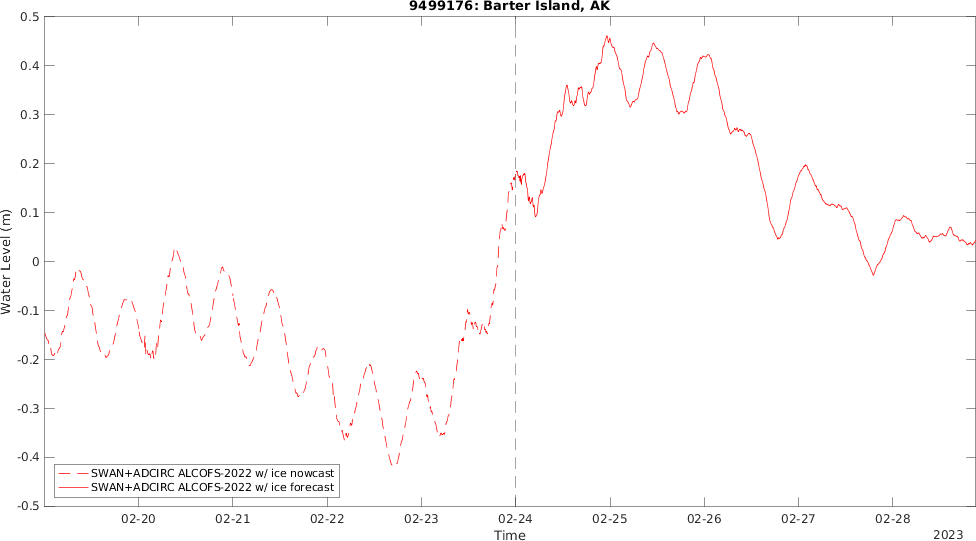 9499176: Barter Island, AK
0.5
0.4
0.3
0.2
0.1
0
-0.1
-0.2
-0.3
-0.4
-0.5
Water Level (m)
SWAN+ADCIRC ALCOFS-2022 w/ ice nowcast
SWAN+ADCIRC ALCOFS-2022 w/ ice forecast
02-20 02-21 02-22 02-23 02-24 02-25 02-26 02-27 02-28
Time
2023